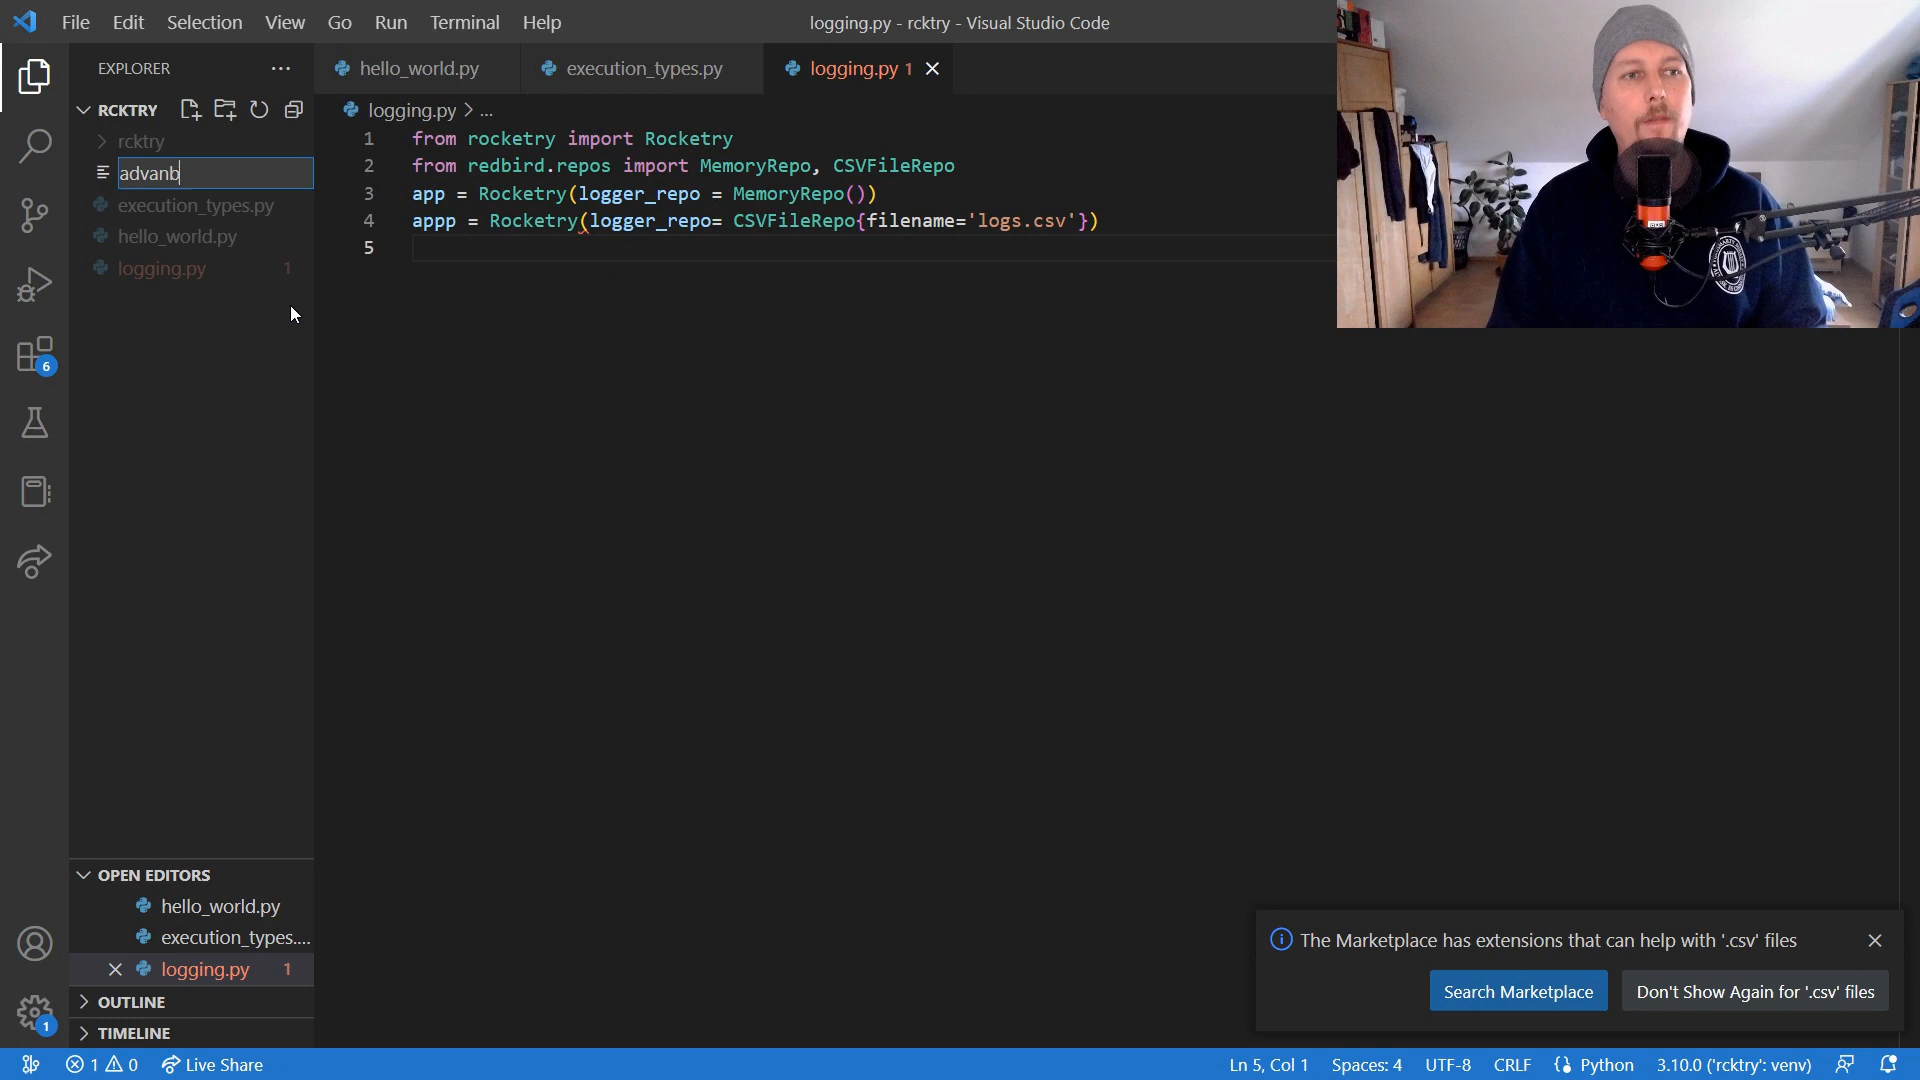 File Edit Selection View Go Run Terminal Help
logging.py - rcktry - Visual Studio Code
EXPLORER
hello_world.py
execution_types.py
logging.py 1
RCKTRY
logging.py > ...
rcktry
advanb
execution_types.py
hello_world.py
logging.py 1
1 from rocketry import Rocketry
2 from redbird.repos import MemoryRepo, CSVFileRepo
3 app = Rocketry(logger_repo = MemoryRepo())
4 appp = Rocketry(logger_repo= CSVFileRepo{filename='logs.csv'})
5
6
OPEN EDITORS
hello_world.py
execution_types....
logging.py 1
OUTLINE
TIMELINE
1
The Marketplace has extensions that can help with '.csv' files
Search Marketplace
Don't Show Again for '.csv' files
1 0 Live Share
Ln 5, Col 1 Spaces: 4 UTF-8 CRLF Python 3.10.0 ('rcktry': venv)